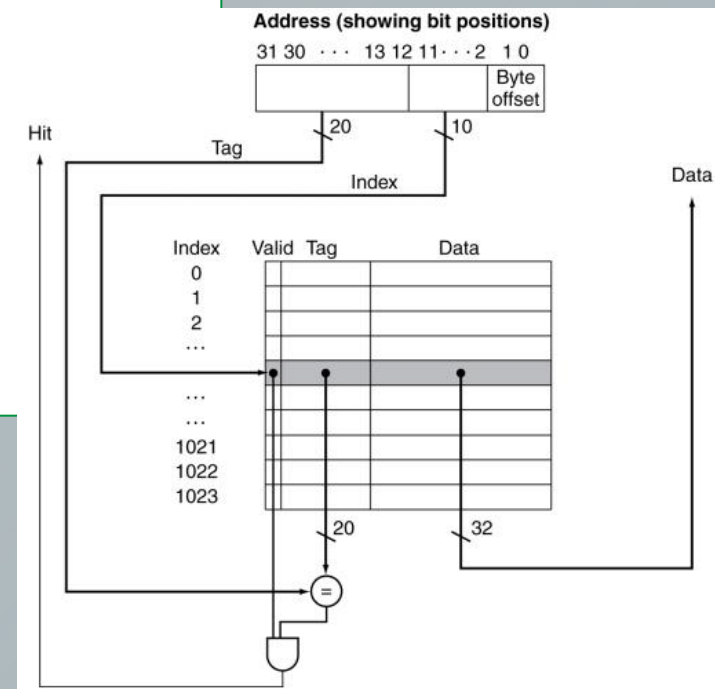 Address (showing bit positions)
31 30 · · · 13 12 11 · · · 2 1 0
Byte
offset
20
10
Hit
Tag
Index
Data
Index Valid Tag Data
0
1
2
...
...
...
1021
1022
1023
20
32
=